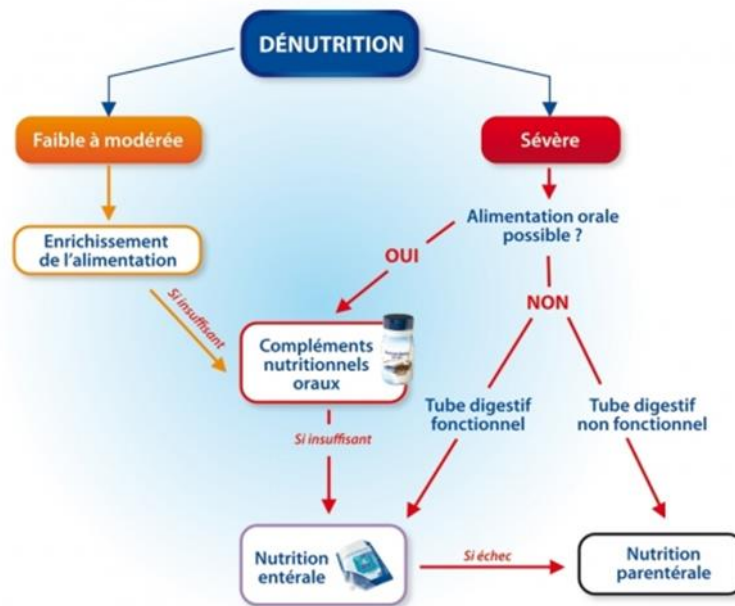 DÉNUTRITION
Faible à modérée
Sévère
Enrichissement
de l'alimentation
Alimentation orale
possible ?
OUI
NON
Si insuffisant
Compléments
nutritionnels
oraux
Tube digestif
fonctionnel
Tube digestif
non fonctionnel
Si insuffisant
Nutrition
entérale
Si échec
Nutrition
parentérale